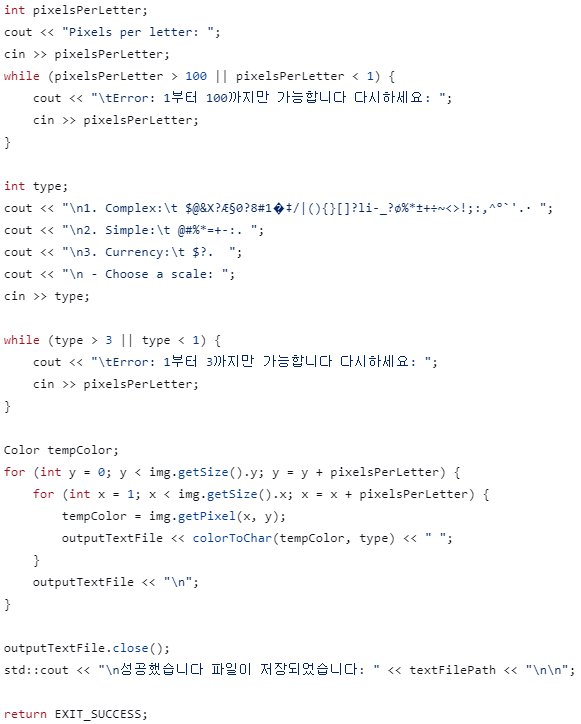 int pixelsPerLetter;
cout << "Pixels per letter: ";
cin >> pixelsPerLetter;
while (pixelsPerLetter > 100 || pixelsPerLetter < 1) {
    cout << "\tError: 1부터 100까지만 가능합니다 다시하세요: ";
    cin >> pixelsPerLetter;
}

int type;
cout << "\n1. Complex:\t $@&X?Æ§0?8#1�‡/|(){}[]?li-_?ø%*±+÷~<>!;:,^°`'.· ";
cout << "\n2. Simple:\t @#%*=+-:. ";
cout << "\n3. Currency:\t $?.  ";
cout << "\n - Choose a scale: ";
cin >> type;

while (type > 3 || type < 1) {
    cout << "\tError: 1부터 3까지만 가능합니다 다시하세요: ";
    cin >> pixelsPerLetter;
}

Color tempColor;
for (int y = 0; y < img.getSize().y; y = y + pixelsPerLetter) {
    for (int x = 1; x < img.getSize().x; x = x + pixelsPerLetter) {
        tempColor = img.getPixel(x, y);
        outputTextFile << colorToChar(tempColor, type) << " ";
    }
    outputTextFile << "\n";
}

outputTextFile.close();
std::cout << "\n성공했습니다 파일이 저장되었습니다: " << textFilePath << "\n\n";

return EXIT_SUCCESS;